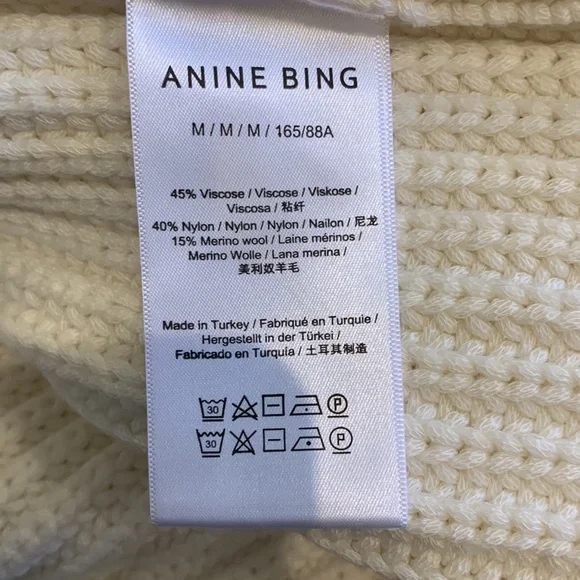 ANINE BING
M / M / M / 165/88A
45% Viscose / Viscose / Viskose /
Viscosa / 粘纤
40% Nylon / Nylon / Nylon / Nailon / 尼龙
15% Merino wool / Laine mérinos /
Merino Wolle / Lana merina /
美利奴羊毛
Made in Turkey / Fabriqué en Turquie /
Hergestellt in der Türkei /
Fabricado en Turquía / 土耳其制造
30 P
30 P